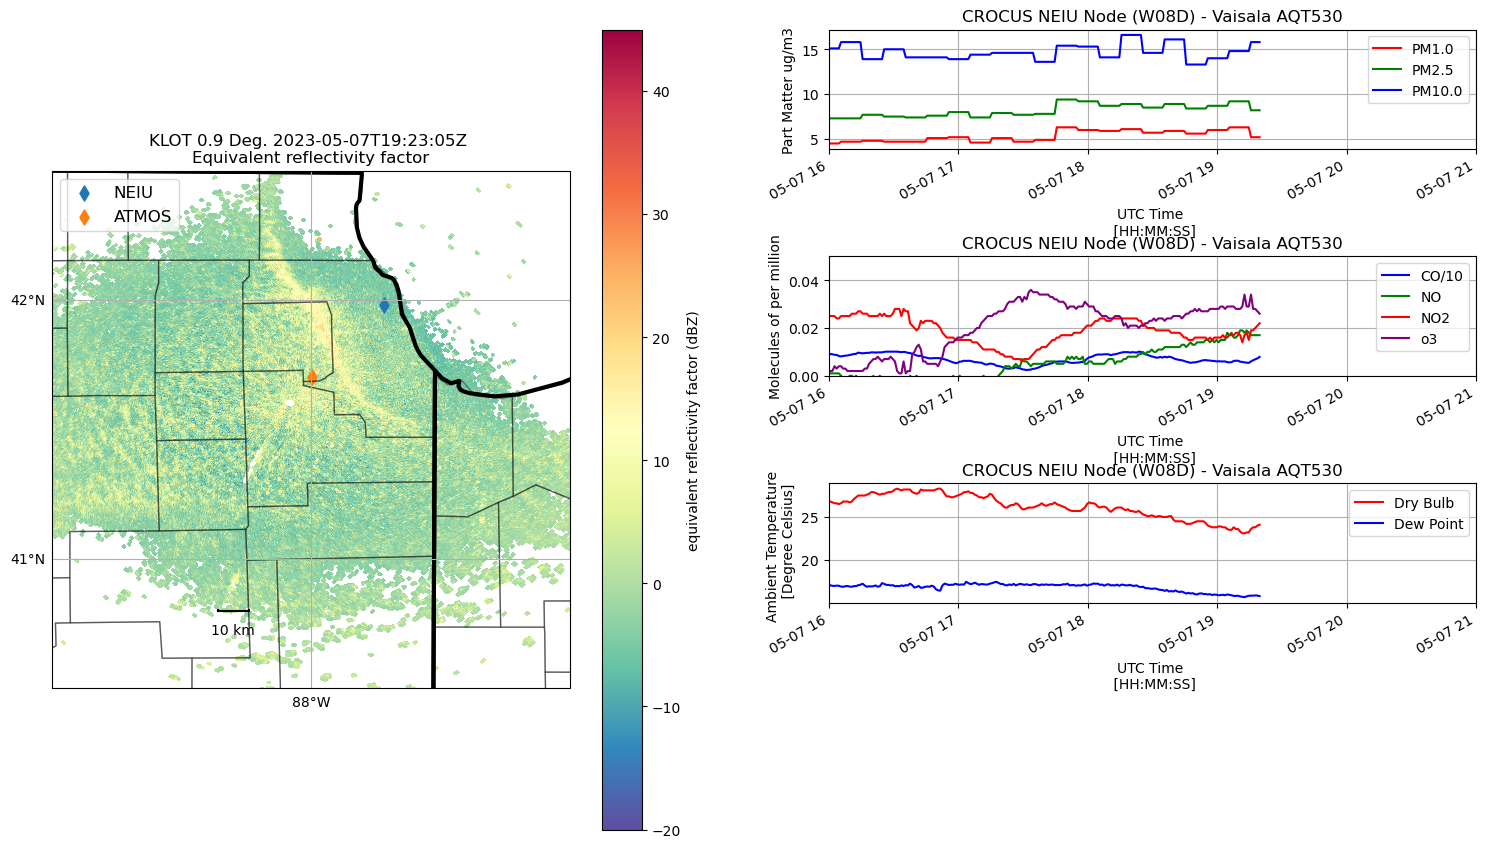 KLOT 0.9 Deg. 2023-05-07T19:23:05Z
Equivalent reflectivity factor
NEIU
ATMOS
42°N
41°N
88°W
10 km
40
30
20
10
0
−10
−20
equivalent reflectivity factor (dBZ)
CROCUS NEIU Node (W08D) - Vaisala AQT530
Part Matter ug/m3
15
10
5
PM1.0
PM2.5
PM10.0
05-07 16
05-07 17
05-07 18
05-07 19
05-07 20
05-07 21
UTC Time
[HH:MM:SS]
CROCUS NEIU Node (W08D) - Vaisala AQT530
Molecules of per million
0.04
0.02
0.00
CO/10
NO
NO2
o3
05-07 16
05-07 17
05-07 18
05-07 19
05-07 20
05-07 21
UTC Time
[HH:MM:SS]
CROCUS NEIU Node (W08D) - Vaisala AQT530
Ambient Temperature
[Degree Celsius]
25
20
Dry Bulb
Dew Point
05-07 16
05-07 17
05-07 18
05-07 19
05-07 20
05-07 21
UTC Time
[HH:MM:SS]